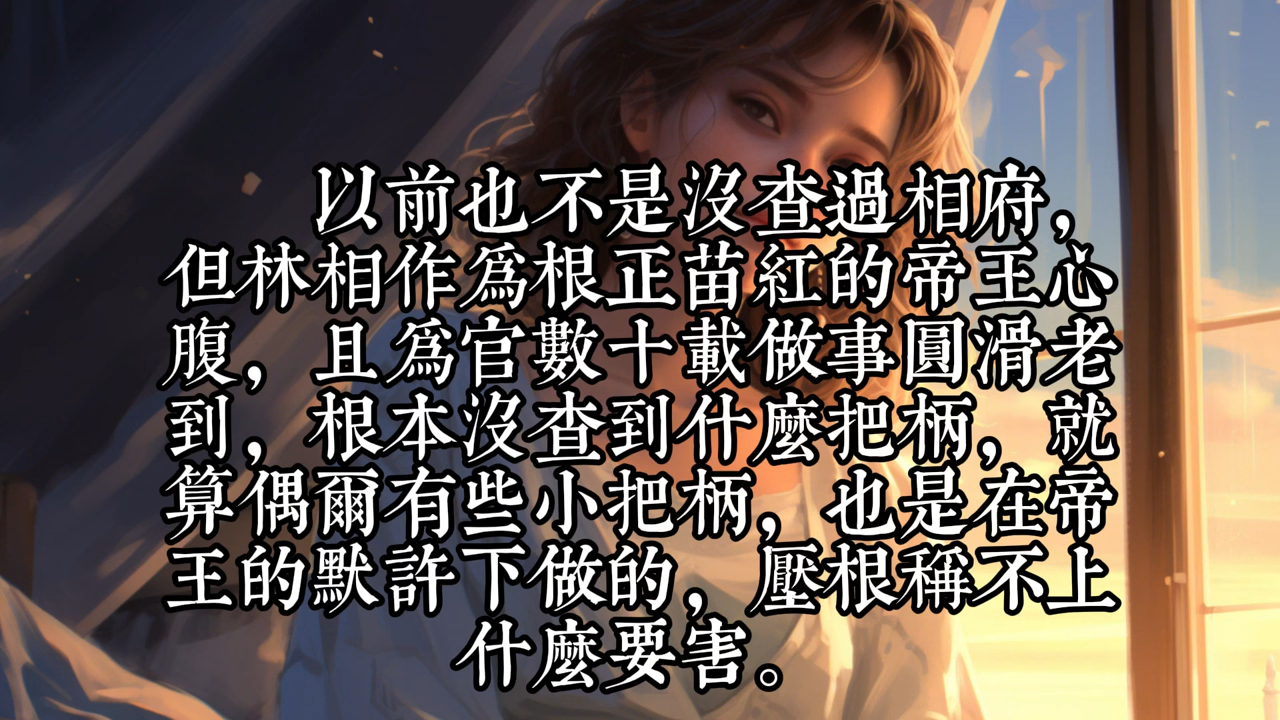 以前也不是沒查過相府，
但林相作爲根正苗紅的帝王心
腹，且爲官數十載做事圓滑老
到，根本沒查到什麼把柄，就
算偶爾有些小把柄，也是在帝
王的默許下做的，壓根稱不上
什麼要害。